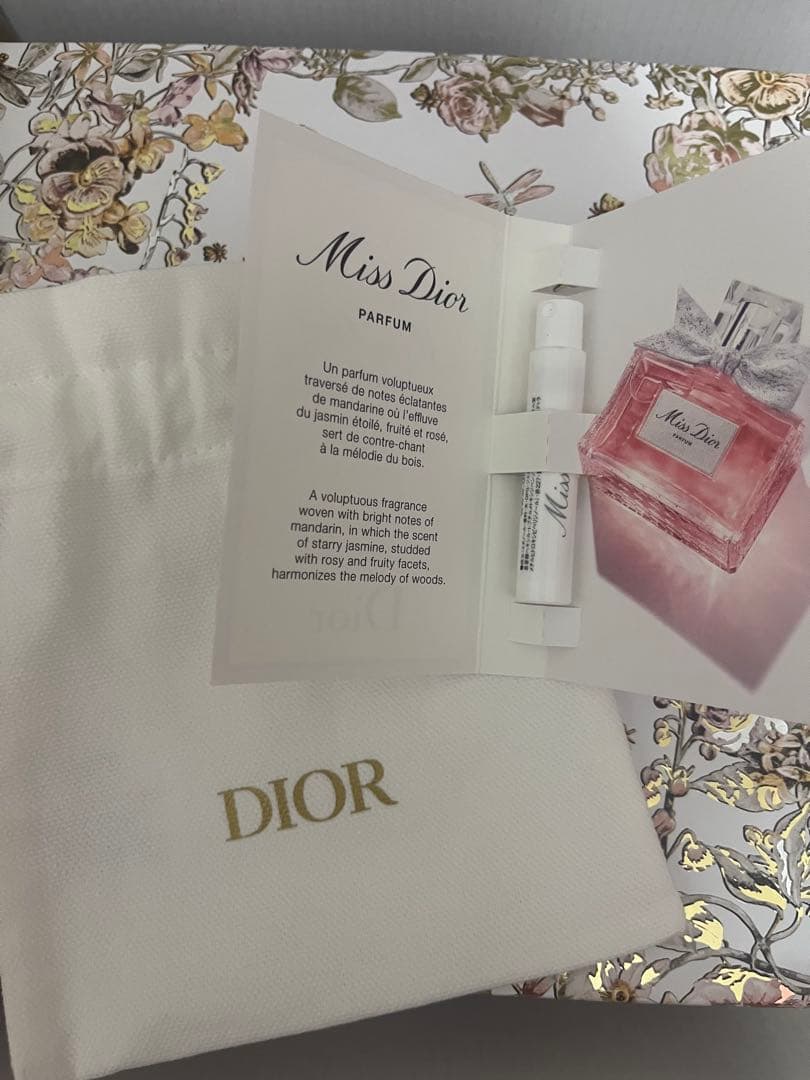 Miss Dior
PARFUM
Un parfum voluptueux
traversé de notes éclatantes
de mandarine où l'effluve
du jasmin étoilé, fruité et rosé,
sert de contre-chant
à la mélodie du bois.
A voluptuous fragrance
woven with bright notes of
mandarin, in which the scent
of starry jasmine, studded
with rosy and fruity facets,
harmonizes the melody of woods.
Miss
Miss Dior
PARFUM
DIOR